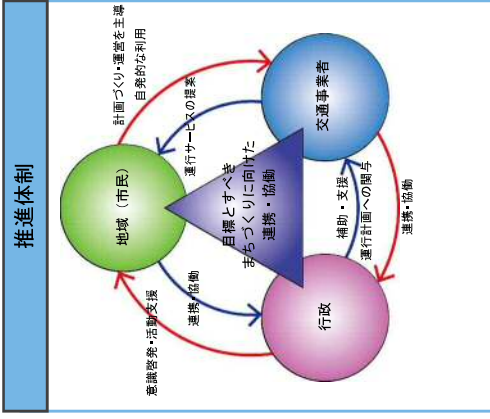 推進体制
計画づくり・運営を主導
自発的な利用
運行サービスの提案
地域（市民）
交通事業者
目標とすべき
まちづくりに向けた
連携・協働
補助・支援
運行計画への関与
連携・協働
意識啓発・活動支援
連携・協働
行政